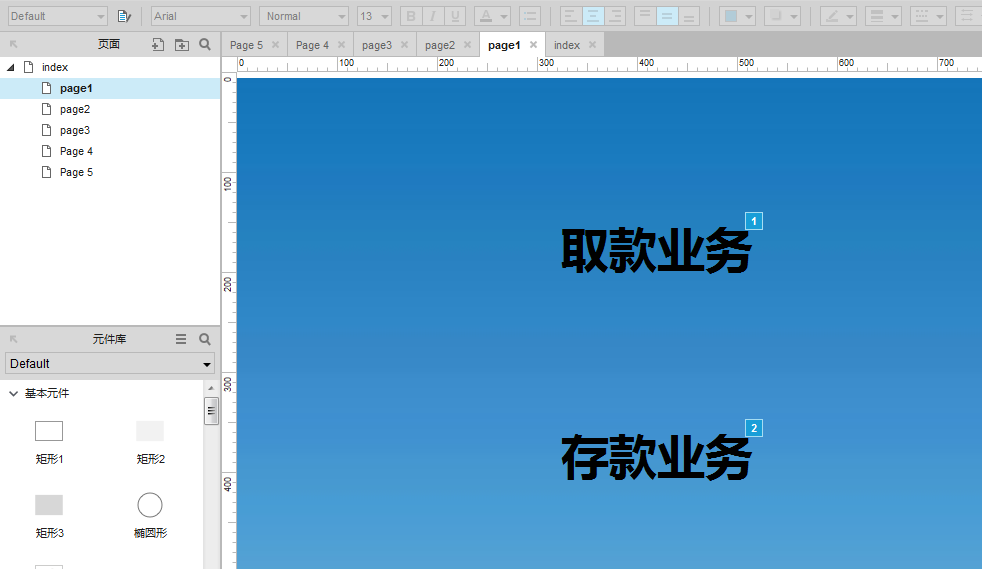 Default Arial Normal 13 B I U A
页面
Page 5 Page 4 page3 page2 page1 index
index
page1
page2
page3
Page 4
Page 5
0 100 200 300 400 500 600 700
0
100
200
300
400
取款业务 1
存款业务 2
元件库
Default
基本元件
矩形1 矩形2
矩形3 椭圆形